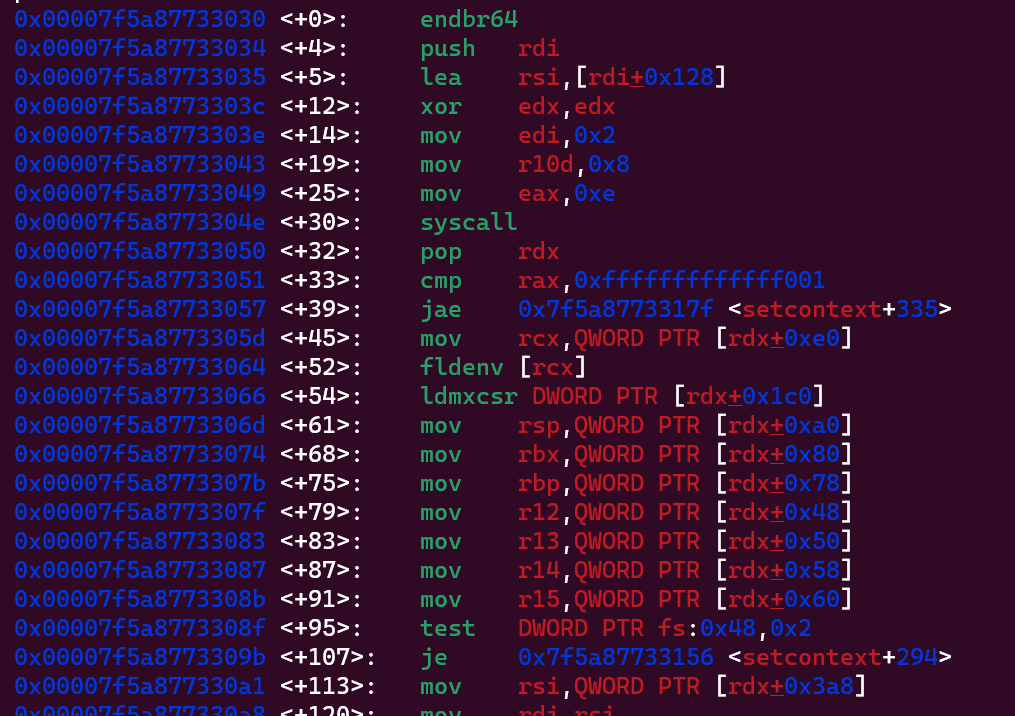 0x00007f5a87733030 <+0>: endbr64
0x00007f5a87733034 <+4>: push rdi
0x00007f5a87733035 <+5>: lea rsi,[rdi+0x128]
0x00007f5a8773303c <+12>: xor edx,edx
0x00007f5a8773303e <+14>: mov edi,0x2
0x00007f5a87733043 <+19>: mov r10d,0x8
0x00007f5a87733049 <+25>: mov eax,0xe
0x00007f5a8773304e <+30>: syscall
0x00007f5a87733050 <+32>: pop rdx
0x00007f5a87733051 <+33>: cmp rax,0xfffffffffffff001
0x00007f5a87733057 <+39>: jae 0x7f5a8773317f <setcontext+335>
0x00007f5a8773305d <+45>: mov rcx,QWORD PTR [rdx+0xe0]
0x00007f5a87733064 <+52>: fldenv [rcx]
0x00007f5a87733066 <+54>: ldmxcsr DWORD PTR [rdx+0x1c0]
0x00007f5a8773306d <+61>: mov rsp,QWORD PTR [rdx+0xa0]
0x00007f5a87733074 <+68>: mov rbx,QWORD PTR [rdx+0x80]
0x00007f5a8773307b <+75>: mov rbp,QWORD PTR [rdx+0x78]
0x00007f5a8773307f <+79>: mov r12,QWORD PTR [rdx+0x48]
0x00007f5a87733083 <+83>: mov r13,QWORD PTR [rdx+0x50]
0x00007f5a87733087 <+87>: mov r14,QWORD PTR [rdx+0x58]
0x00007f5a8773308b <+91>: mov r15,QWORD PTR [rdx+0x60]
0x00007f5a8773308f <+95>: test DWORD PTR fs:0x48,0x2
0x00007f5a8773309b <+107>: je 0x7f5a87733156 <setcontext+294>
0x00007f5a877330a1 <+113>: mov rsi,QWORD PTR [rdx+0x3a8]
0x00007f5a877330a8 <+120>: mov rdi,rsi